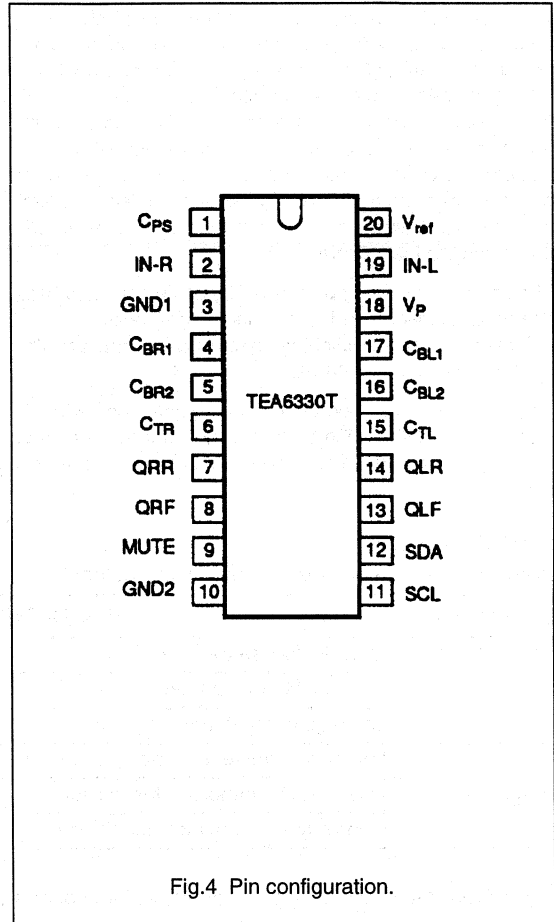 CPS 1 20 Vref
IN-R 2 19 IN-L
GND1 3 18 VP
CBR1 4 17 CBL1
CBR2 5 16 CBL2
TEA6330T
CTR 6 15 CTL
QRR 7 14 QLR
QRF 8 13 QLF
MUTE 9 12 SDA
GND2 10 11 SCL
Fig.4 Pin configuration.